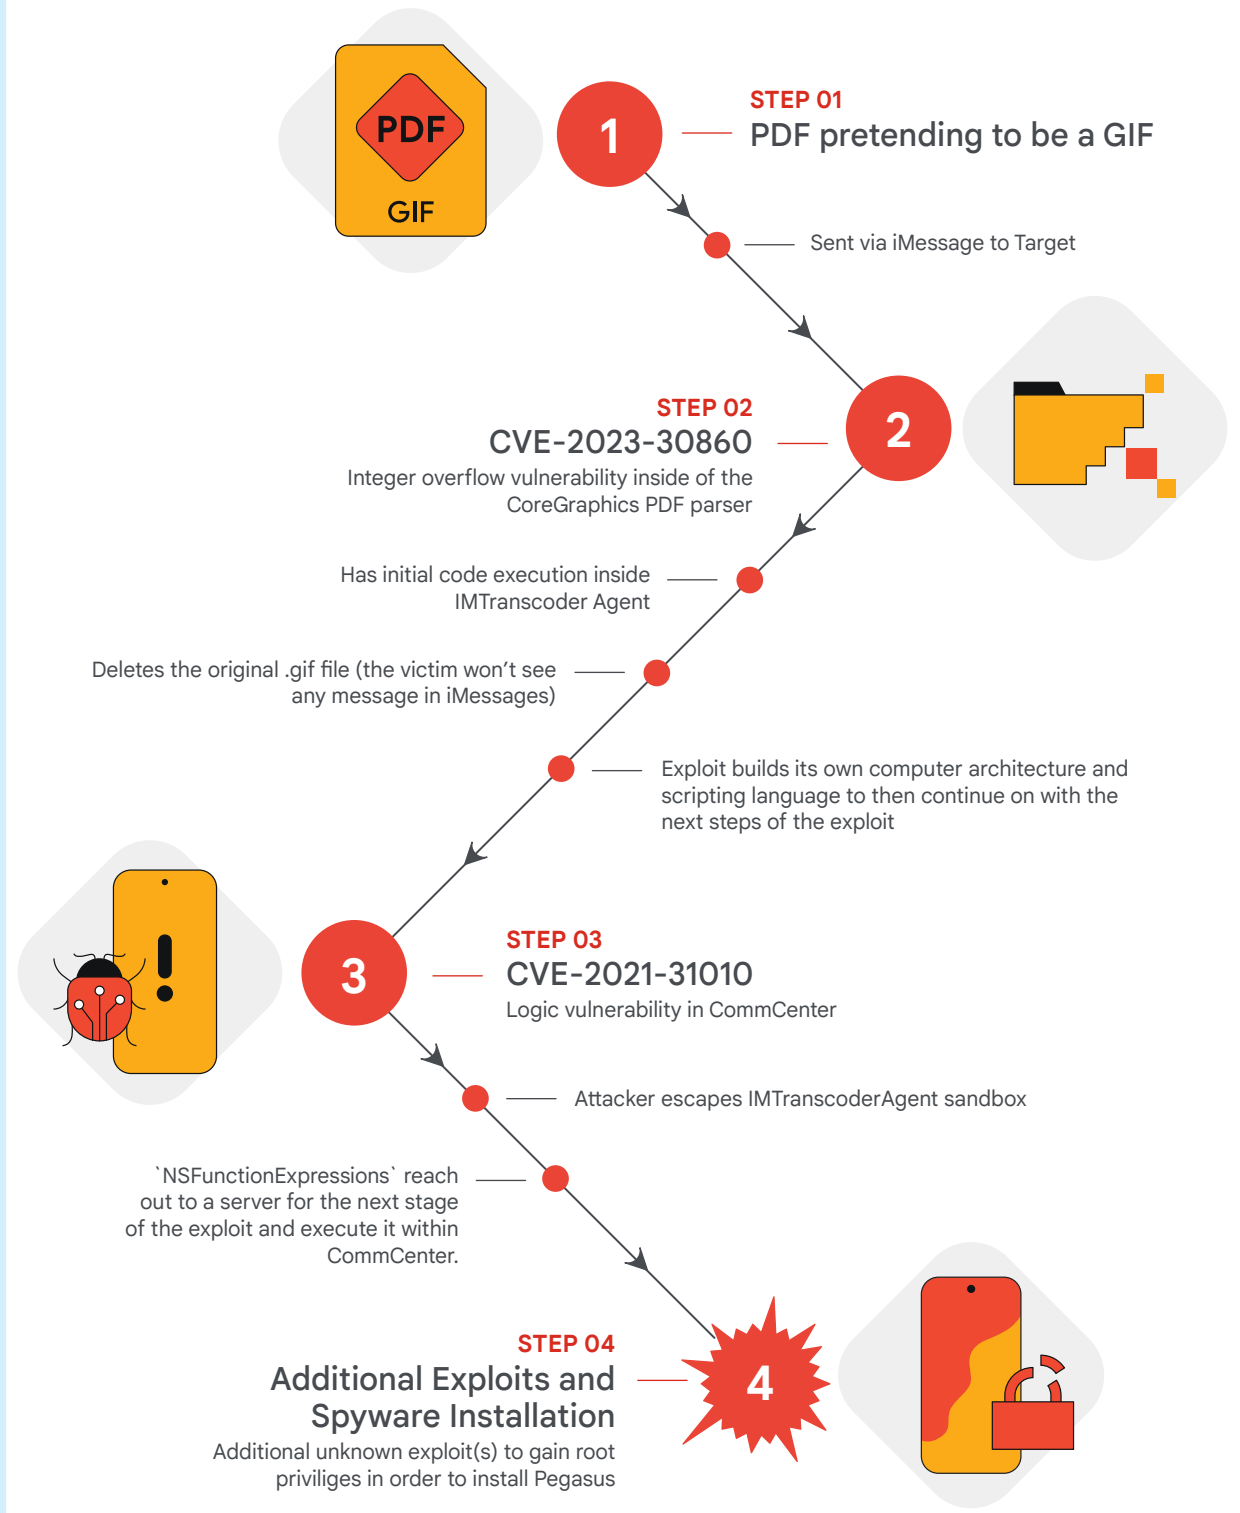 PDF
GIF
1
STEP 01
PDF pretending to be a GIF
Sent via iMessage to Target
2
STEP 02
CVE-2023-30860
Integer overflow vulnerability inside of the
CoreGraphics PDF parser
Has initial code execution inside
IMTranscoder Agent
Deletes the original .gif file (the victim won’t see
any message in iMessages)
Exploit builds its own computer architecture and
scripting language to then continue on with the
next steps of the exploit
3
STEP 03
CVE-2021-31010
Logic vulnerability in CommCenter
Attacker escapes IMTranscoderAgent sandbox
`NSFunctionExpressions` reach
out to a server for the next stage
of the exploit and execute it within
CommCenter.
4
STEP 04
Additional Exploits and
Spyware Installation
Additional unknown exploit(s) to gain root
priviliges in order to install Pegasus